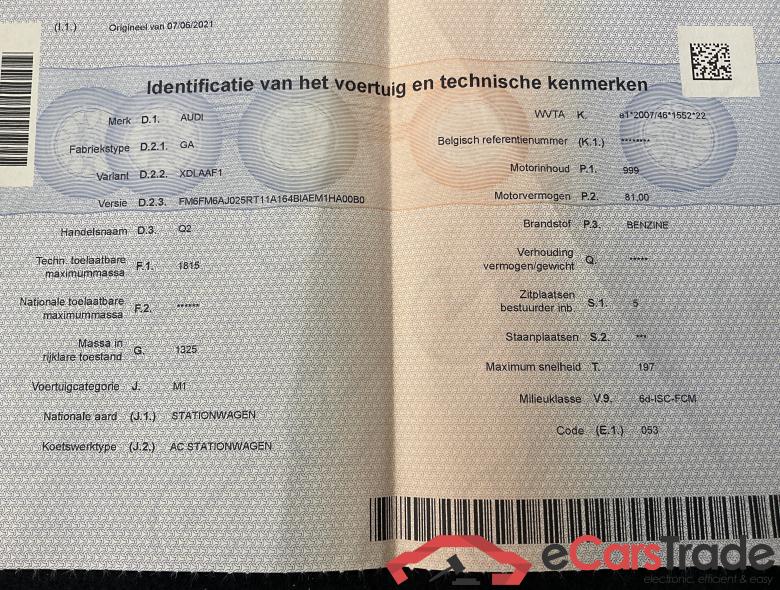 (I.1.) Origineel van 07/06/2021
Identificatie van het voertuig en technische kenmerken
Merk D.1. AUDI
Fabriekstype D.2.1. GA
Variant D.2.2. XDLAAF1
Versie D.2.3. FM6FM6AJ025RT11A164BIAEM1HA00B0
Handelsnaam D.3. Q2
Techn. toelaatbare
maximummassa F.1. 1815
Nationale toelaatbare
maximummassa F.2. ******
Massa in
rijklare toestand G. 1325
Voertuigcategorie J. M1
Nationale aard (J.1.) STATIONWAGEN
Koetswerktype (J.2.) AC STATIONWAGEN
WVTA K. e1*2007/46*1552*22
Belgisch referentienummer (K.1.) ********
Motorinhoud P.1. 999
Motorvermogen P.2. 81,00
Brandstof P.3. BENZINE
Verhouding
vermogen/gewicht Q. *****
Zitplaatsen
bestuurder inb. S.1. 5
Staanplaatsen S.2. ***
Maximum snelheid T. 197
Milieuklasse V.9. 6d-ISC-FCM
Code (E.1.) 053
eCarsTrade
electronic, efficient & easy